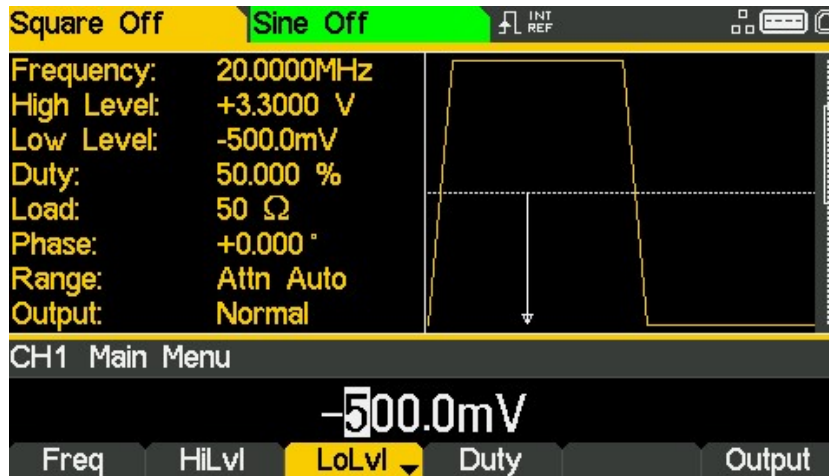 Square Off Sine Off INT
REF
Frequency: 20.0000MHz
High Level: +3.3000 V
Low Level: -500.0mV
Duty: 50.000 %
Load: 50 Ω
Phase: +0.000 °
Range: Attn Auto
Output: Normal
CH1 Main Menu
-500.0mV
Freq HiLvl LoLvl Duty Output